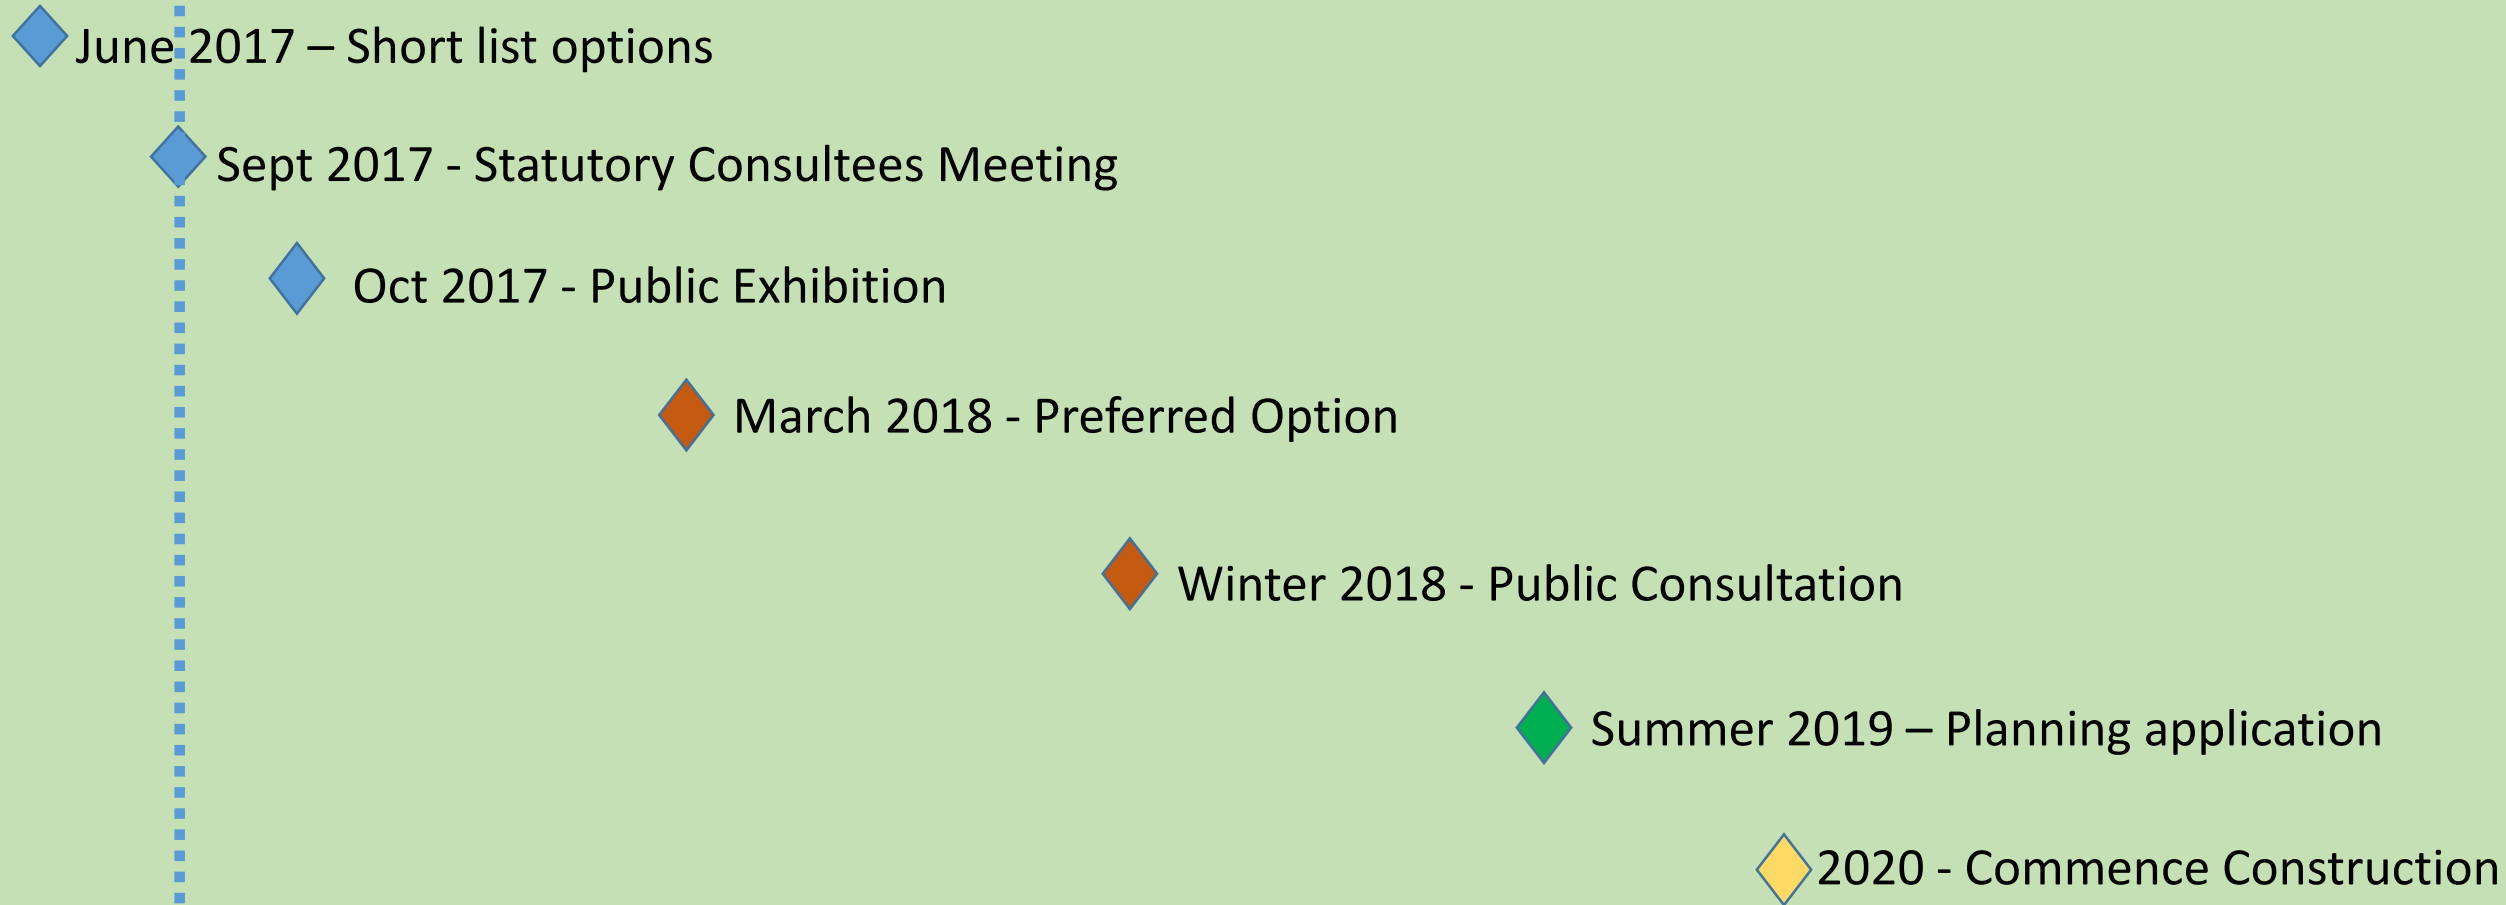 June 2017 – Short list options
Sept 2017 - Statutory Consultees Meeting
Oct 2017 - Public Exhibition
March 2018 - Preferred Option
Winter 2018 - Public Consultation
Summer 2019 – Planning application
2020 - Commence Construction